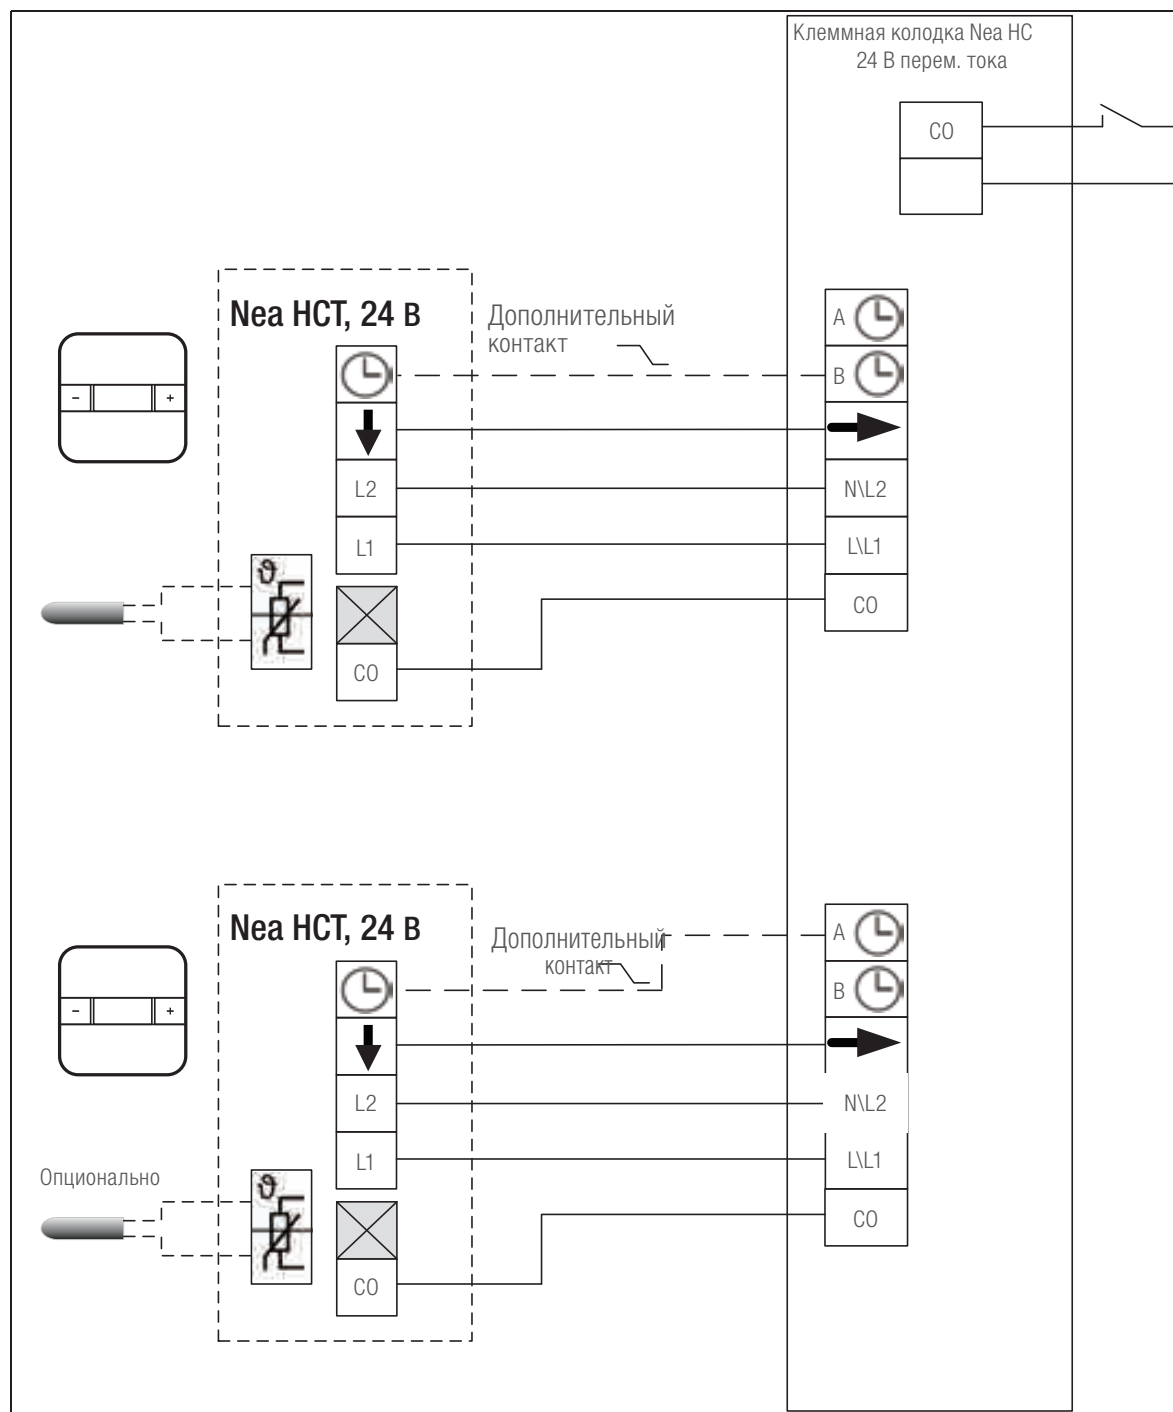 Клеммная колодка Nea HC
24 В перем. тока
CO
Nea HCT, 24 В
Дополнительный
контакт
A
B
- +
L2
N\L2
L1
L\L1
ϑ
CO
CO
Nea HCT, 24 В
Дополнительный
контакт
A
B
- +
L2
N\L2
L1
L\L1
Опционально
ϑ
CO
CO